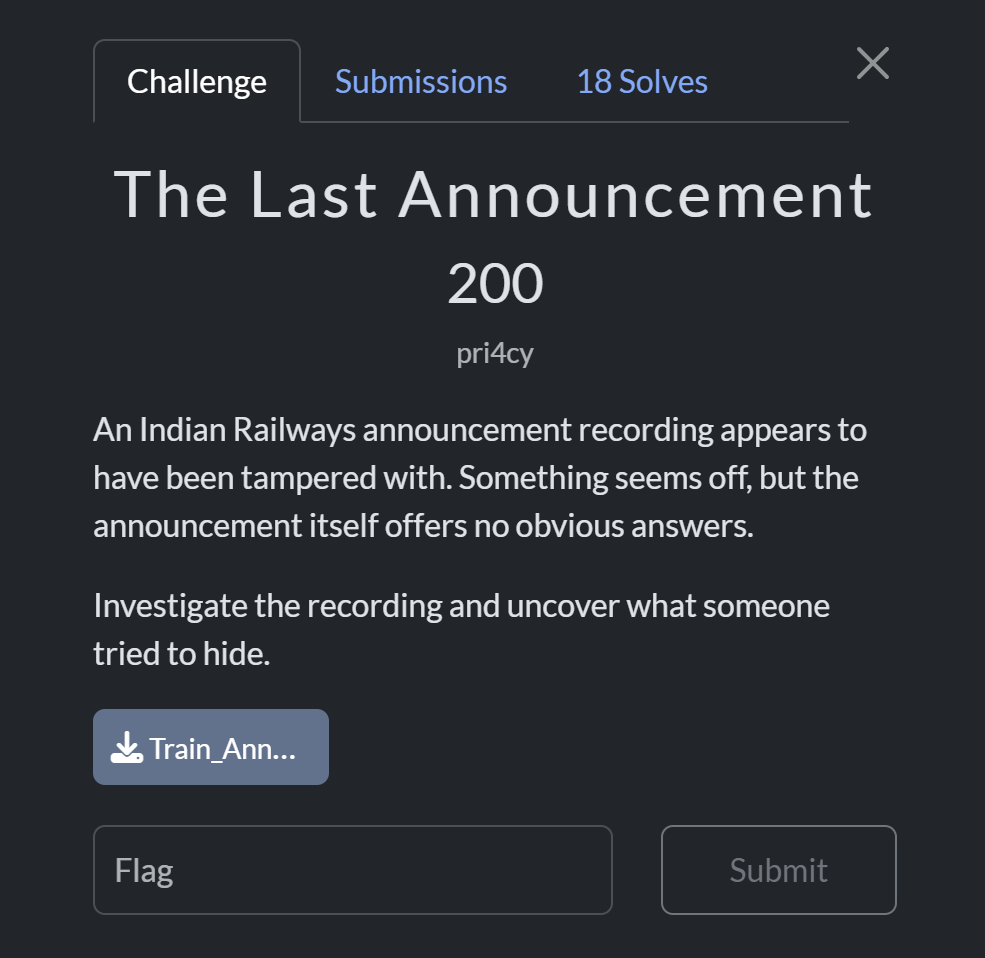 Challenge
Submissions
18 Solves
The Last Announcement
200
pri4cy
An Indian Railways announcement recording appears to
have been tampered with. Something seems off, but the
announcement itself offers no obvious answers.
Investigate the recording and uncover what someone
tried to hide.
Train_Ann...
Flag
Submit